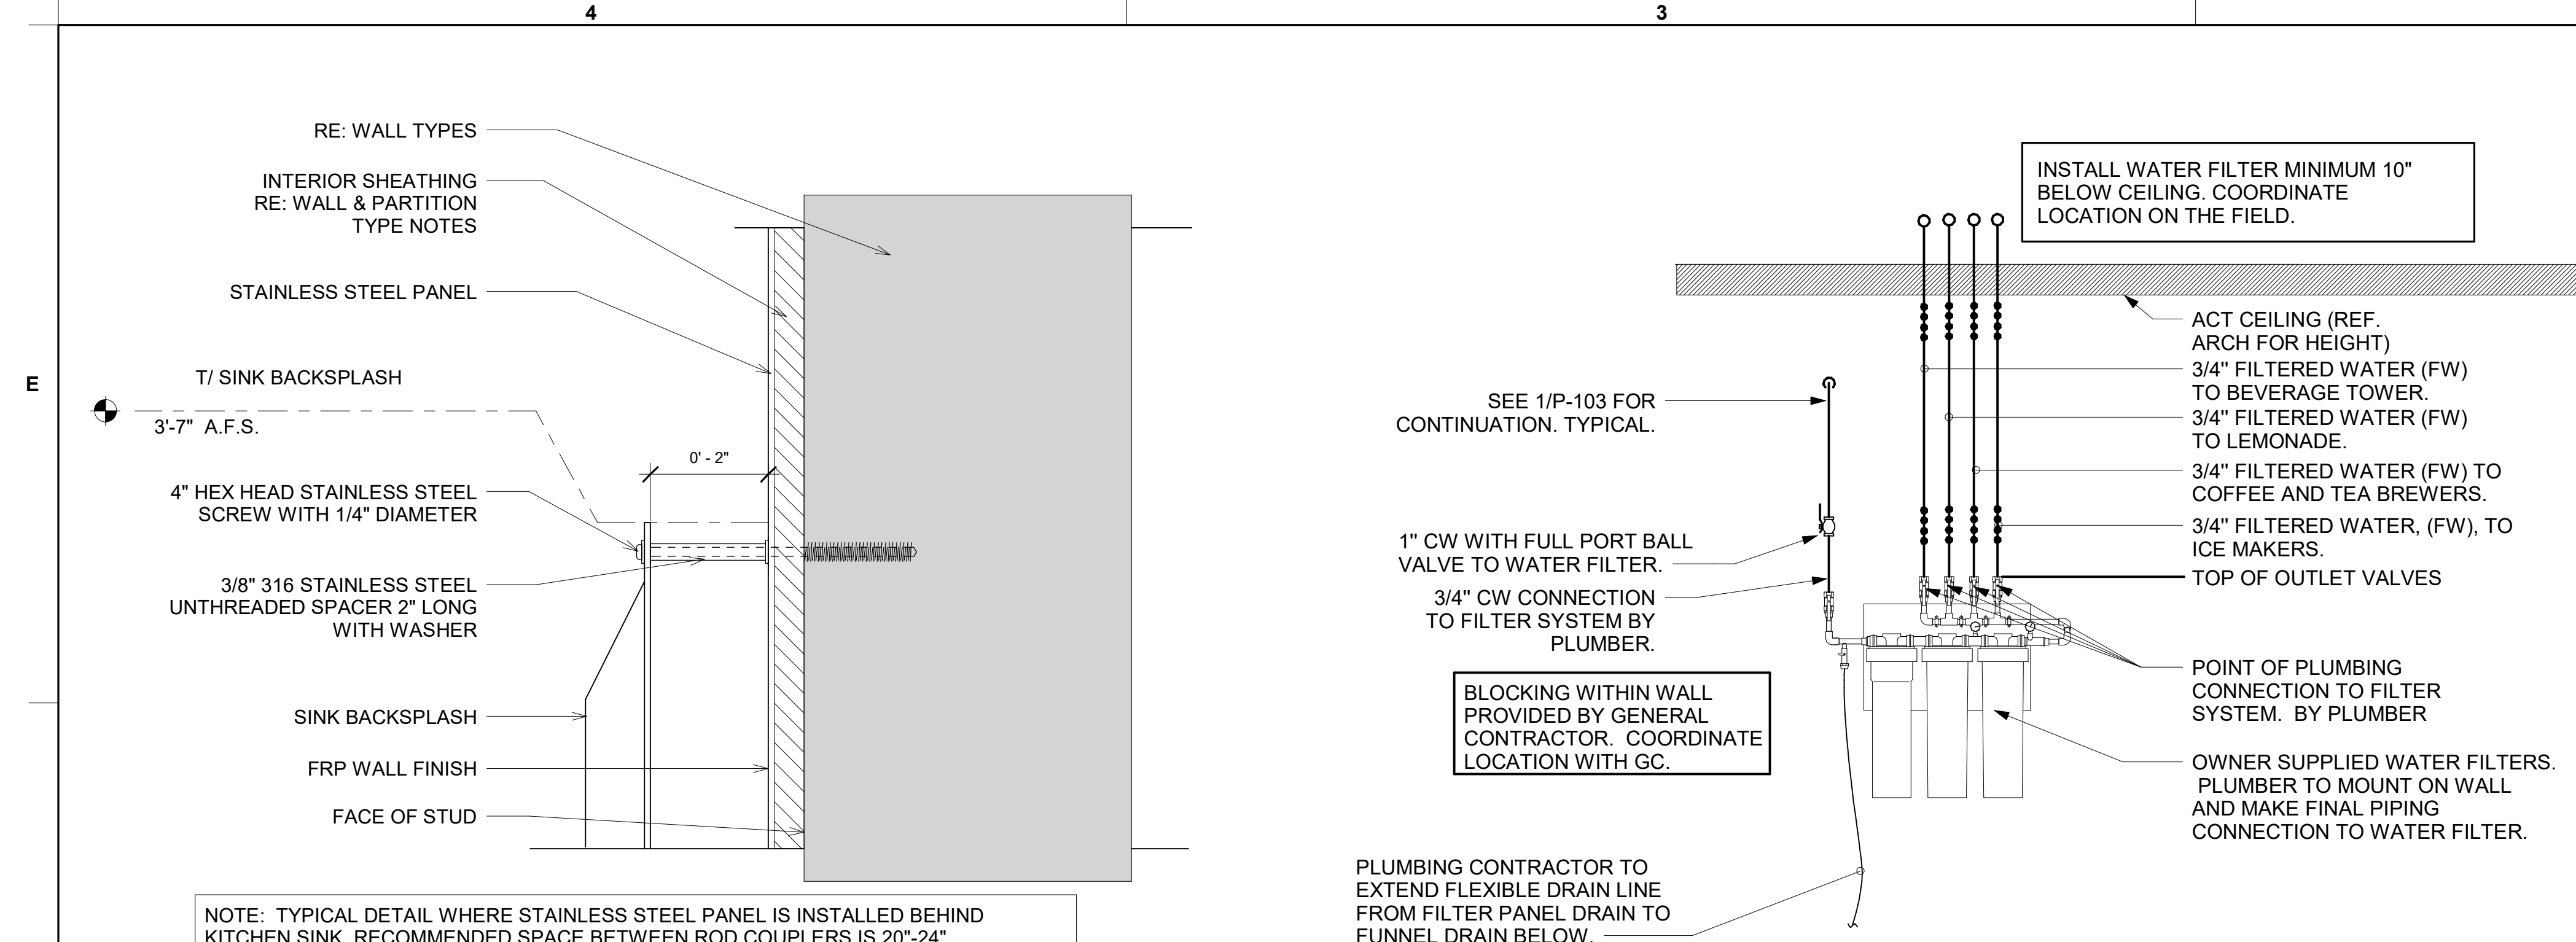 4
3
E
RE: WALL TYPES
INTERIOR SHEATHING
RE: WALL & PARTITION
TYPE NOTES
STAINLESS STEEL PANEL
T/ SINK BACKSPLASH
3'-7" A.F.S.
0' - 2"
4" HEX HEAD STAINLESS STEEL
SCREW WITH 1/4" DIAMETER
3/8" 316 STAINLESS STEEL
UNTHREADED SPACER 2" LONG
WITH WASHER
SINK BACKSPLASH
FRP WALL FINISH
FACE OF STUD
NOTE: TYPICAL DETAIL WHERE STAINLESS STEEL PANEL IS INSTALLED BEHIND
KITCHEN SINK. RECOMMENDED SPACE BETWEEN ROD COUPLERS IS 20"-24"
INSTALL WATER FILTER MINIMUM 10"
BELOW CEILING. COORDINATE
LOCATION ON THE FIELD.
SEE 1/P-103 FOR
CONTINUATION. TYPICAL.
1" CW WITH FULL PORT BALL
VALVE TO WATER FILTER.
3/4" CW CONNECTION
TO FILTER SYSTEM BY
PLUMBER.
BLOCKING WITHIN WALL
PROVIDED BY GENERAL
CONTRACTOR. COORDINATE
LOCATION WITH GC.
PLUMBING CONTRACTOR TO
EXTEND FLEXIBLE DRAIN LINE
FROM FILTER PANEL DRAIN TO
FUNNEL DRAIN BELOW.
ACT CEILING (REF.
ARCH FOR HEIGHT)
3/4" FILTERED WATER (FW)
TO BEVERAGE TOWER.
3/4" FILTERED WATER (FW)
TO LEMONADE.
3/4" FILTERED WATER (FW) TO
COFFEE AND TEA BREWERS.
3/4" FILTERED WATER, (FW), TO
ICE MAKERS.
TOP OF OUTLET VALVES
POINT OF PLUMBING
CONNECTION TO FILTER
SYSTEM. BY PLUMBER
OWNER SUPPLIED WATER FILTERS.
PLUMBER TO MOUNT ON WALL
AND MAKE FINAL PIPING
CONNECTION TO WATER FILTER.